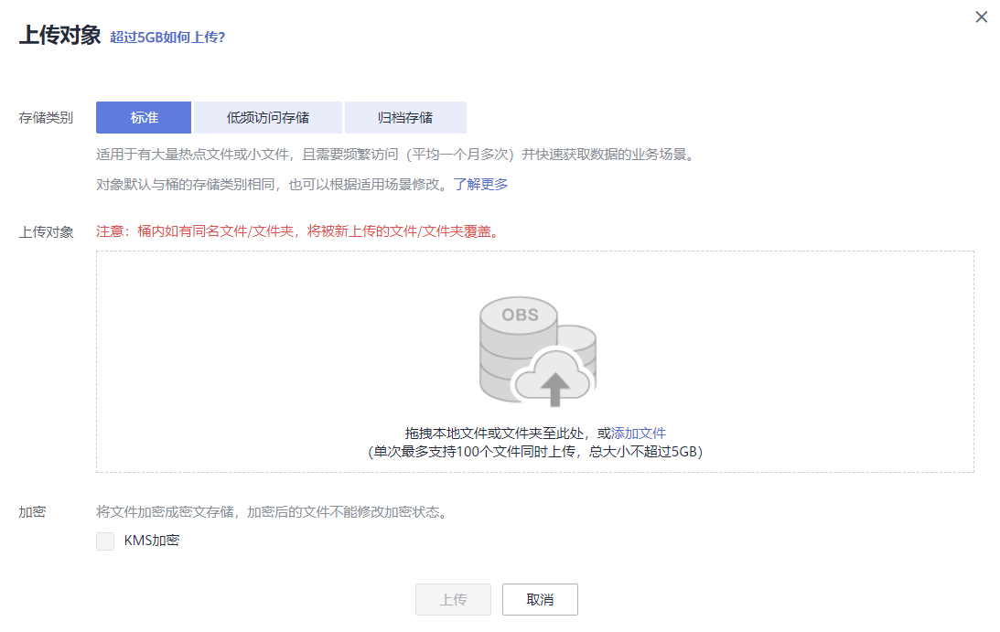 上传对象 超过5GB如何上传?
存储类别 标准 低频访问存储 归档存储
适用于有大量热点文件或小文件，且需要频繁访问（平均一个月多次）并快速获取数据的业务场景。
对象默认与桶的存储类别相同，也可以根据适用场景修改。了解更多
上传对象 注意：桶内如有同名文件/文件夹，将被新上传的文件/文件夹覆盖。
OBS
拖拽本地文件或文件夹至此处，或添加文件
（单次最多支持100个文件同时上传，总大小不超过5GB）
加密 将文件加密成密文存储，加密后的文件不能修改加密状态。
KMS加密
上传 取消